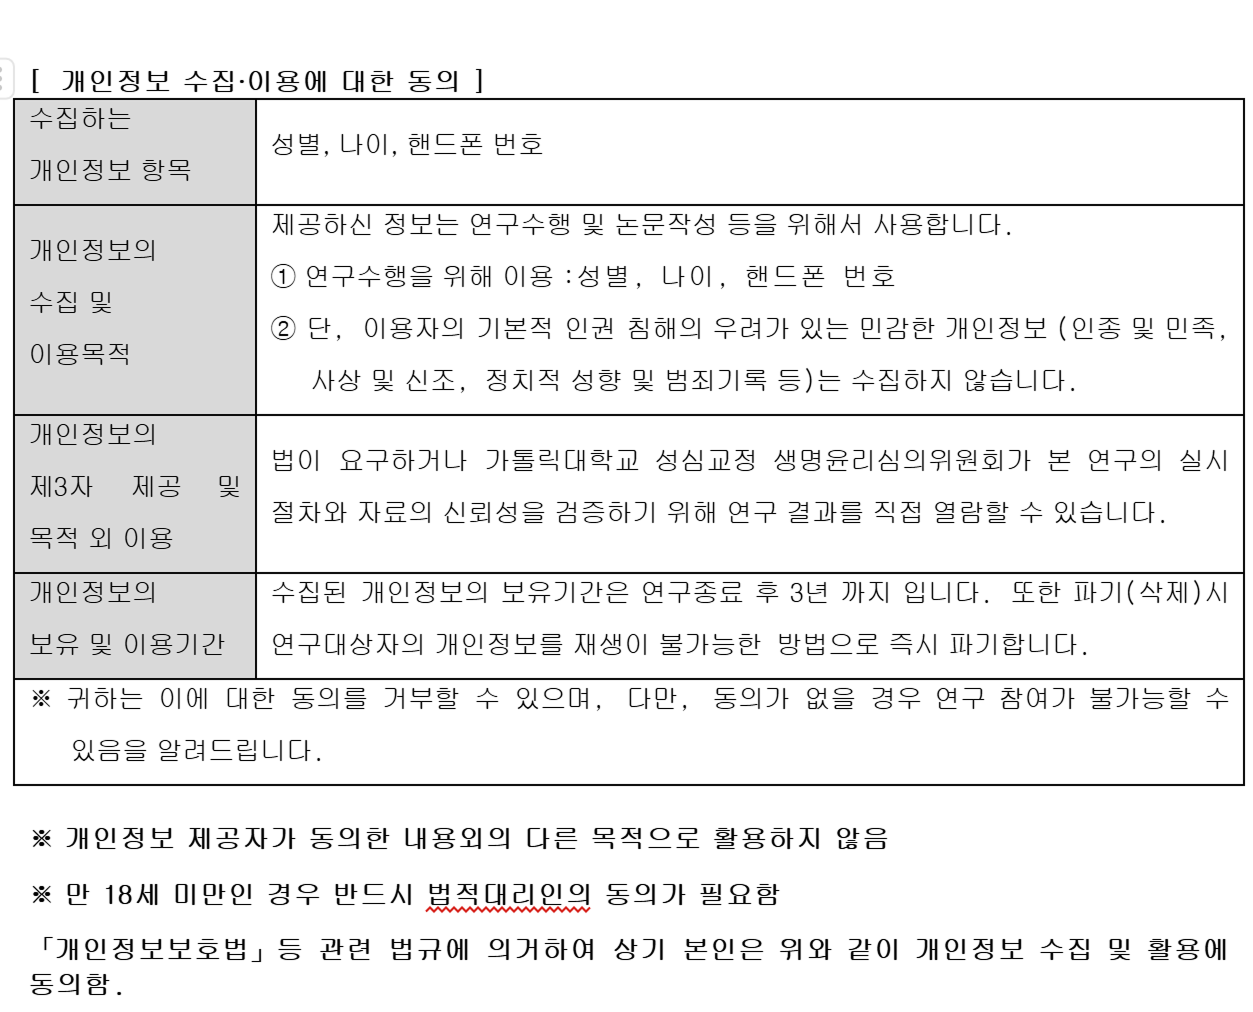 [ 개인정보 수집·이용에 대한 동의 ]
수집하는
개인정보 항목
성별, 나이, 핸드폰 번호
개인정보의
수집 및
이용목적
제공하신 정보는 연구수행 및 논문작성 등을 위해서 사용합니다.
① 연구수행을 위해 이용 :성별, 나이, 핸드폰 번호
② 단, 이용자의 기본적 인권 침해의 우려가 있는 민감한 개인정보 (인종 및 민족,
사상 및 신조, 정치적 성향 및 범죄기록 등)는 수집하지 않습니다.
개인정보의
제3자 제공 및
목적 외 이용
법이 요구하거나 가톨릭대학교 성심교정 생명윤리심의위원회가 본 연구의 실시
절차와 자료의 신뢰성을 검증하기 위해 연구 결과를 직접 열람할 수 있습니다.
개인정보의
보유 및 이용기간
수집된 개인정보의 보유기간은 연구종료 후 3년 까지 입니다. 또한 파기(삭제)시
연구대상자의 개인정보를 재생이 불가능한 방법으로 즉시 파기합니다.
※ 귀하는 이에 대한 동의를 거부할 수 있으며, 다만, 동의가 없을 경우 연구 참여가 불가능할 수
있음을 알려드립니다.
※ 개인정보 제공자가 동의한 내용외의 다른 목적으로 활용하지 않음
※ 만 18세 미만인 경우 반드시 법적대리인의 동의가 필요함
「개인정보보호법」등 관련 법규에 의거하여 상기 본인은 위와 같이 개인정보 수집 및 활용에
동의함.